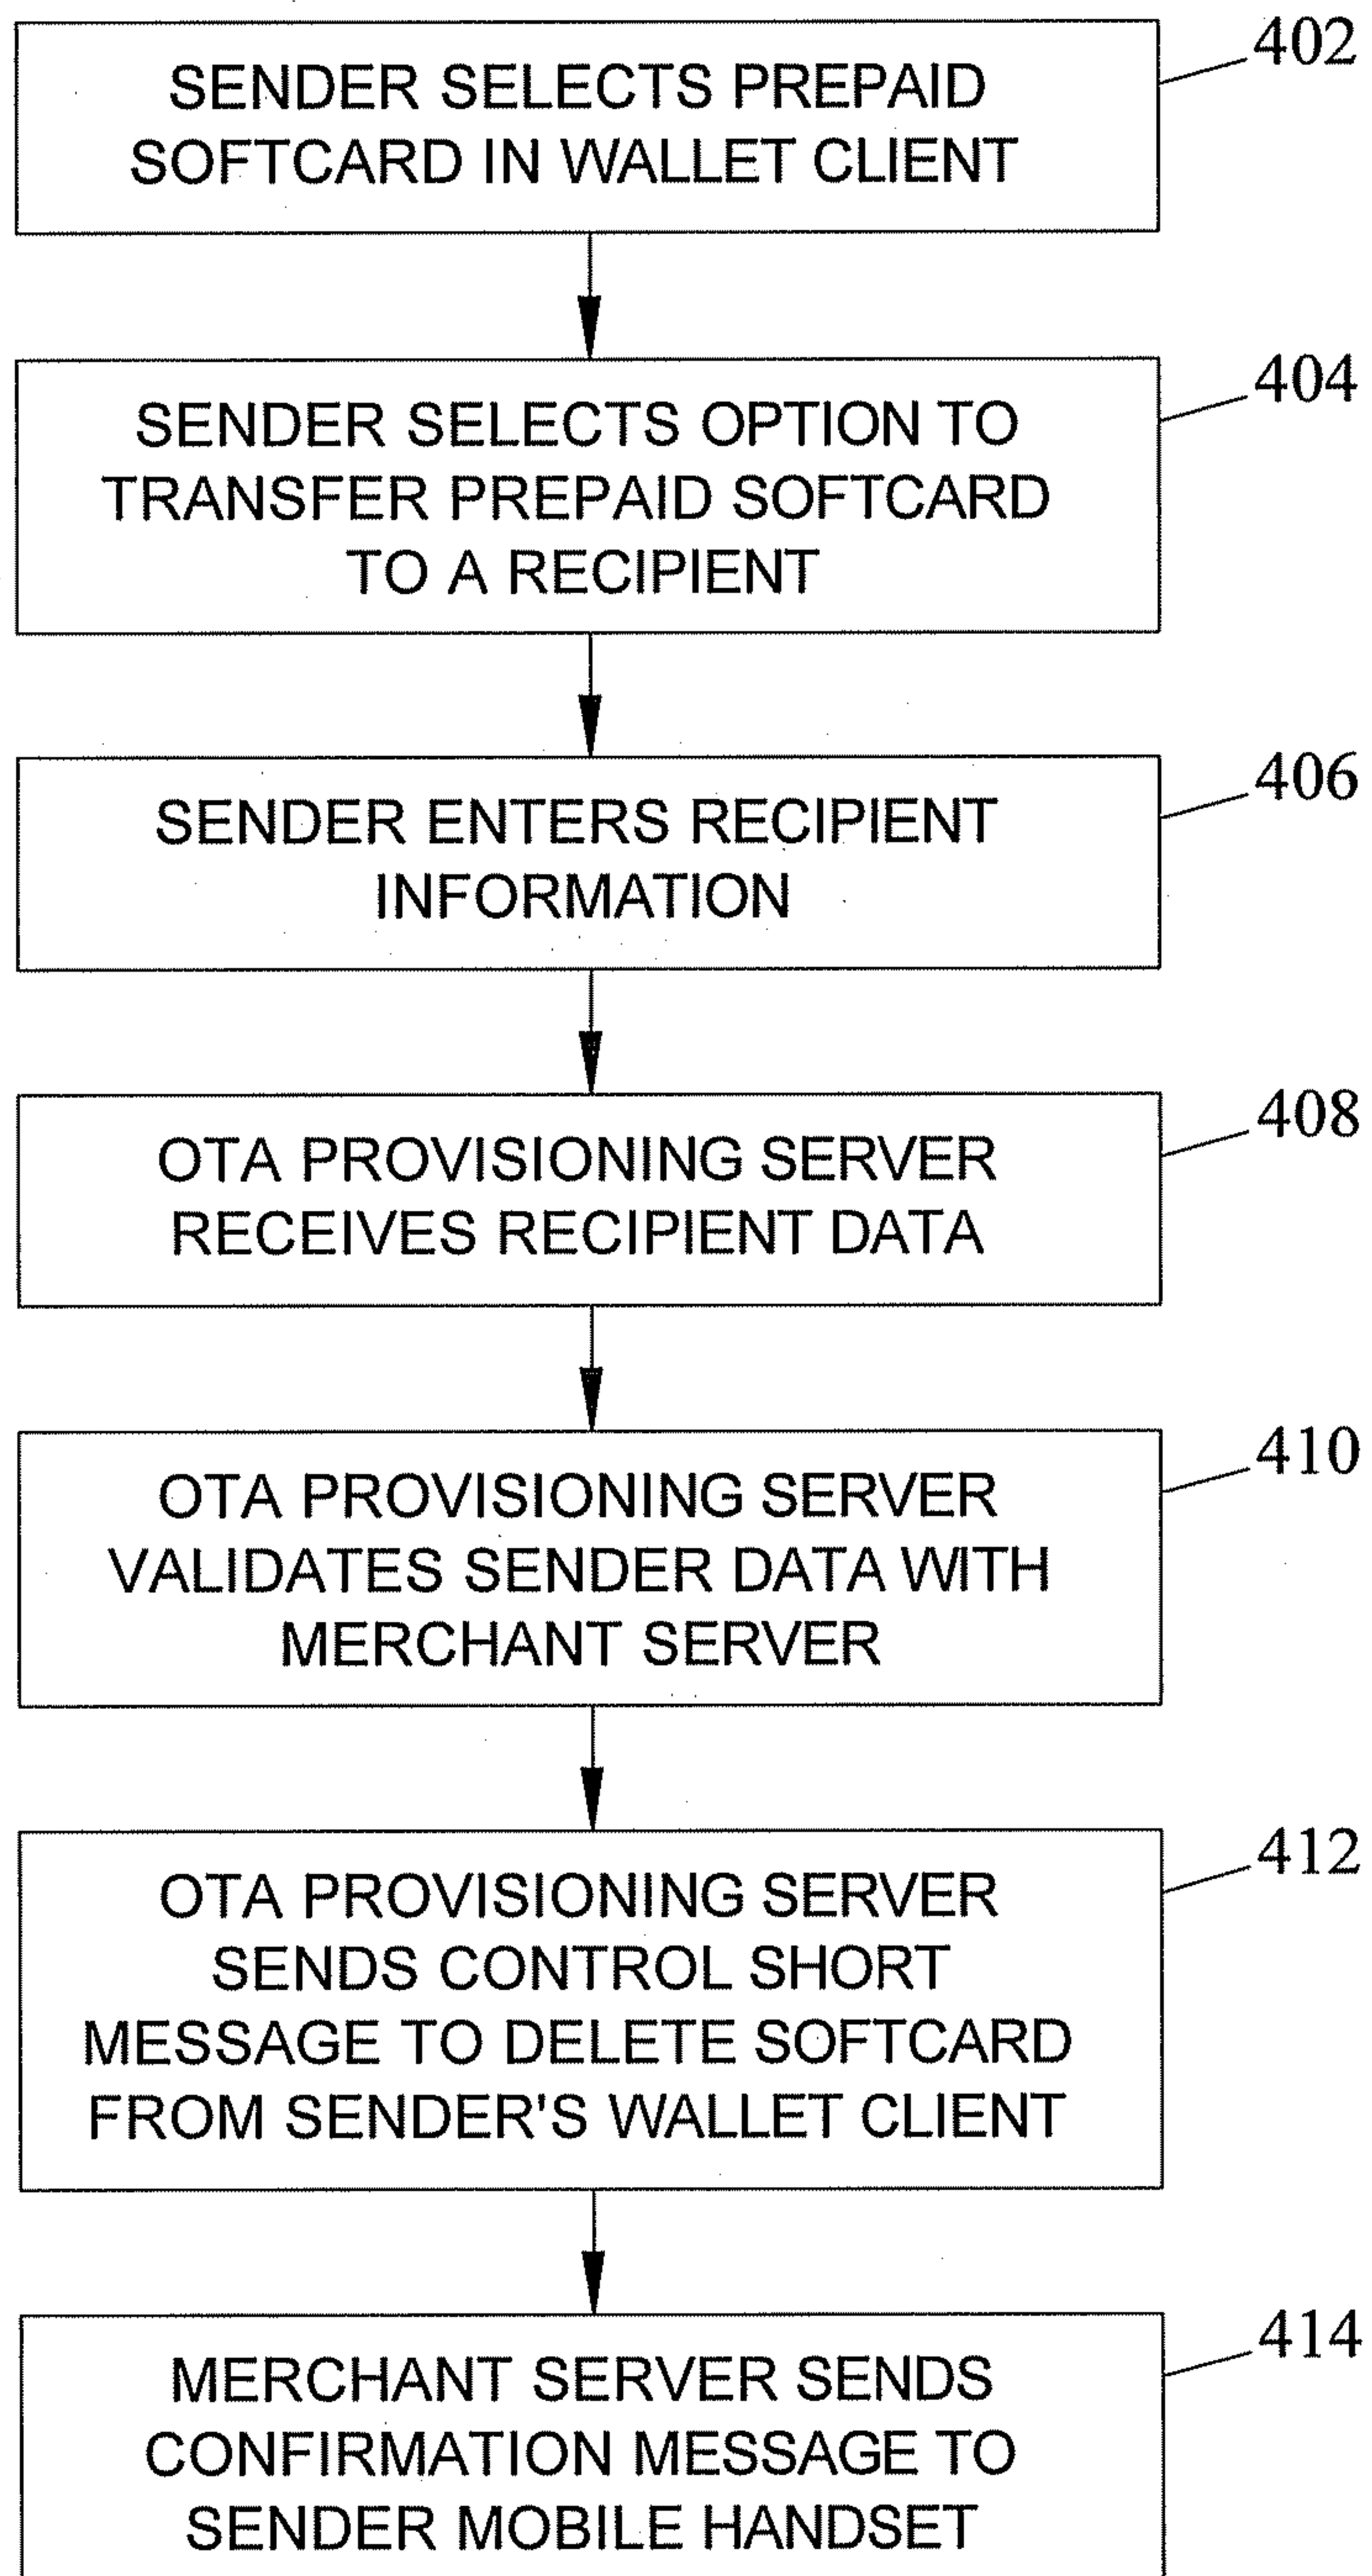 SENDER SELECTS PREPAID
SOFTCARD IN WALLET CLIENT
402
SENDER SELECTS OPTION TO
TRANSFER PREPAID SOFTCARD
TO A RECIPIENT
404
SENDER ENTERS RECIPIENT
INFORMATION
406
OTA PROVISIONING SERVER
RECEIVES RECIPIENT DATA
408
OTA PROVISIONING SERVER
VALIDATES SENDER DATA WITH
MERCHANT SERVER
410
OTA PROVISIONING SERVER
SENDS CONTROL SHORT
MESSAGE TO DELETE SOFTCARD
FROM SENDER'S WALLET CLIENT
412
MERCHANT SERVER SENDS
CONFIRMATION MESSAGE TO
SENDER MOBILE HANDSET
414